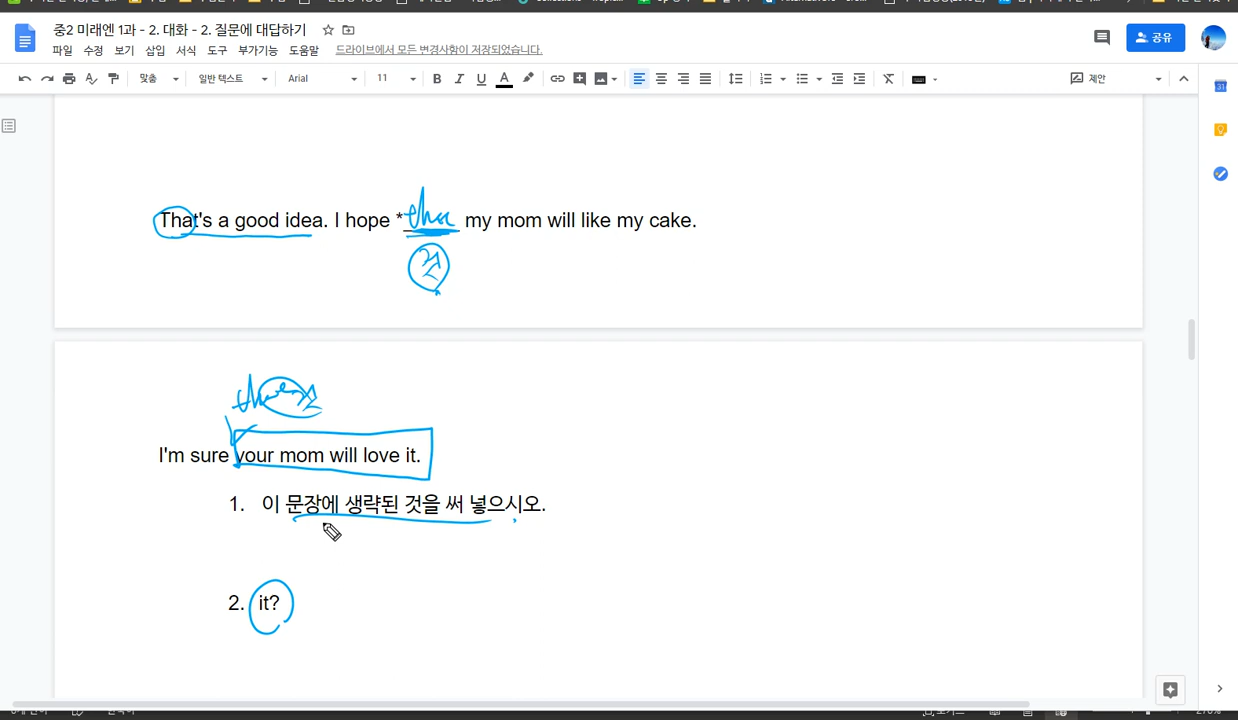 중2 미래엔 1과 - 2. 대화 - 2. 질문에 대답하기
공유
파일 수정 보기 삽입 서식 도구 부가기능 도움말 드라이브에서 모든 변경사항이 저장되었습니다.
맞춤 일반 텍스트 Arial 11 제안
That's a good idea. I hope * that my mom will like my cake.
것
that 것
I'm sure your mom will love it.
1. 이 문장에 생략된 것을 써 넣으시오.
2. it?